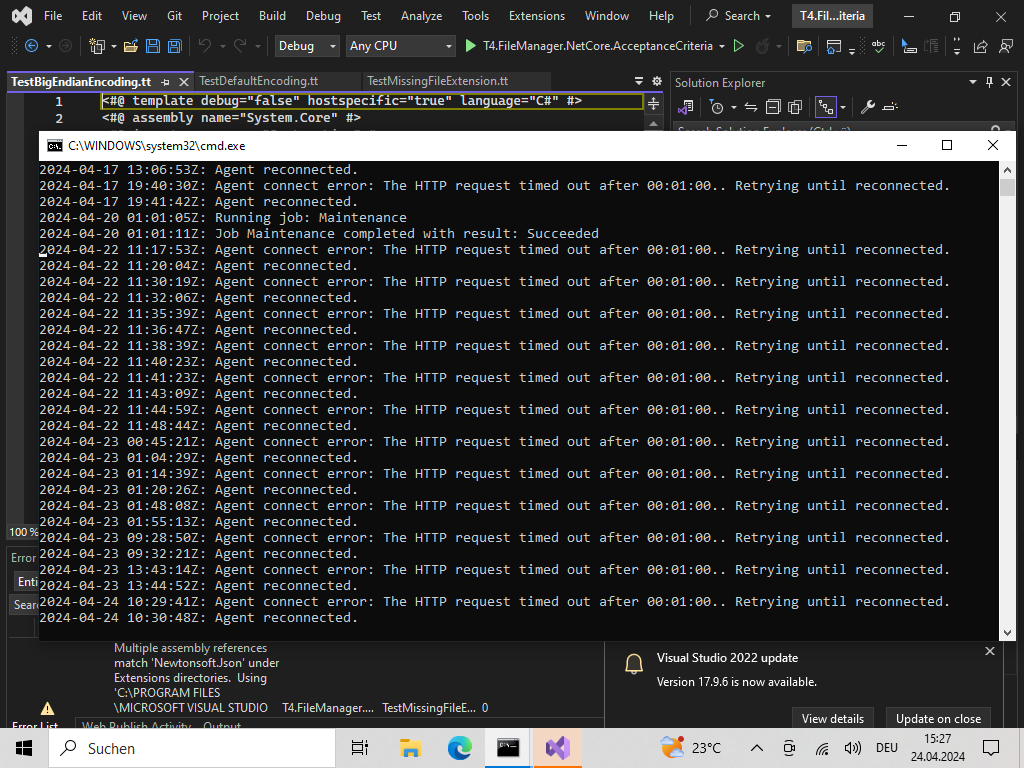 File Edit View Git Project Build Debug Test Analyze Tools Extensions Window Help Search T4.Fil...iteria
Debug Any CPU T4.FileManager.NetCore.AcceptanceCriteria
TestBigEndianEncoding.tt TestDefaultEncoding.tt TestMissingFileExtension.tt Solution Explorer
1 <#@ template debug="false" hostspecific="true" language="C#" #>
2 <#@ assembly name="System.Core" #>
C:\WINDOWS\system32\cmd.exe
2024-04-17 13:06:53Z: Agent reconnected.
2024-04-17 19:40:30Z: Agent connect error: The HTTP request timed out after 00:01:00.. Retrying until reconnected.
2024-04-17 19:41:42Z: Agent reconnected.
2024-04-20 01:01:05Z: Running job: Maintenance
2024-04-20 01:01:11Z: Job Maintenance completed with result: Succeeded
2024-04-22 11:17:53Z: Agent connect error: The HTTP request timed out after 00:01:00.. Retrying until reconnected.
2024-04-22 11:20:04Z: Agent reconnected.
2024-04-22 11:30:19Z: Agent connect error: The HTTP request timed out after 00:01:00.. Retrying until reconnected.
2024-04-22 11:32:06Z: Agent reconnected.
2024-04-22 11:35:39Z: Agent connect error: The HTTP request timed out after 00:01:00.. Retrying until reconnected.
2024-04-22 11:36:47Z: Agent reconnected.
2024-04-22 11:38:39Z: Agent connect error: The HTTP request timed out after 00:01:00.. Retrying until reconnected.
2024-04-22 11:40:23Z: Agent reconnected.
2024-04-22 11:41:23Z: Agent connect error: The HTTP request timed out after 00:01:00.. Retrying until reconnected.
2024-04-22 11:43:09Z: Agent reconnected.
2024-04-22 11:44:59Z: Agent connect error: The HTTP request timed out after 00:01:00.. Retrying until reconnected.
2024-04-22 11:48:44Z: Agent reconnected.
2024-04-23 00:45:21Z: Agent connect error: The HTTP request timed out after 00:01:00.. Retrying until reconnected.
2024-04-23 01:04:29Z: Agent reconnected.
2024-04-23 01:14:39Z: Agent connect error: The HTTP request timed out after 00:01:00.. Retrying until reconnected.
2024-04-23 01:20:26Z: Agent reconnected.
2024-04-23 01:48:08Z: Agent connect error: The HTTP request timed out after 00:01:00.. Retrying until reconnected.
2024-04-23 01:55:13Z: Agent reconnected.
2024-04-23 09:28:50Z: Agent connect error: The HTTP request timed out after 00:01:00.. Retrying until reconnected.
2024-04-23 09:32:21Z: Agent reconnected.
2024-04-23 13:43:14Z: Agent connect error: The HTTP request timed out after 00:01:00.. Retrying until reconnected.
2024-04-23 13:44:52Z: Agent reconnected.
2024-04-24 10:29:41Z: Agent connect error: The HTTP request timed out after 00:01:00.. Retrying until reconnected.
2024-04-24 10:30:48Z: Agent reconnected.
100 %
Error
Enti
Sear
Multiple assembly references
match 'NewtonsoftJson' under
Extensions directories. Using
'C:\PROGRAM FILES
\MICROSOFT VISUAL STUDIO T4.FileManager.... TestMissingFileE... 0
Error List Web Publish Activity Output
Visual Studio 2022 update
Version 17.9.6 is now available.
View details Update on close
Suchen 23°C DEU 15:27
24.04.2024